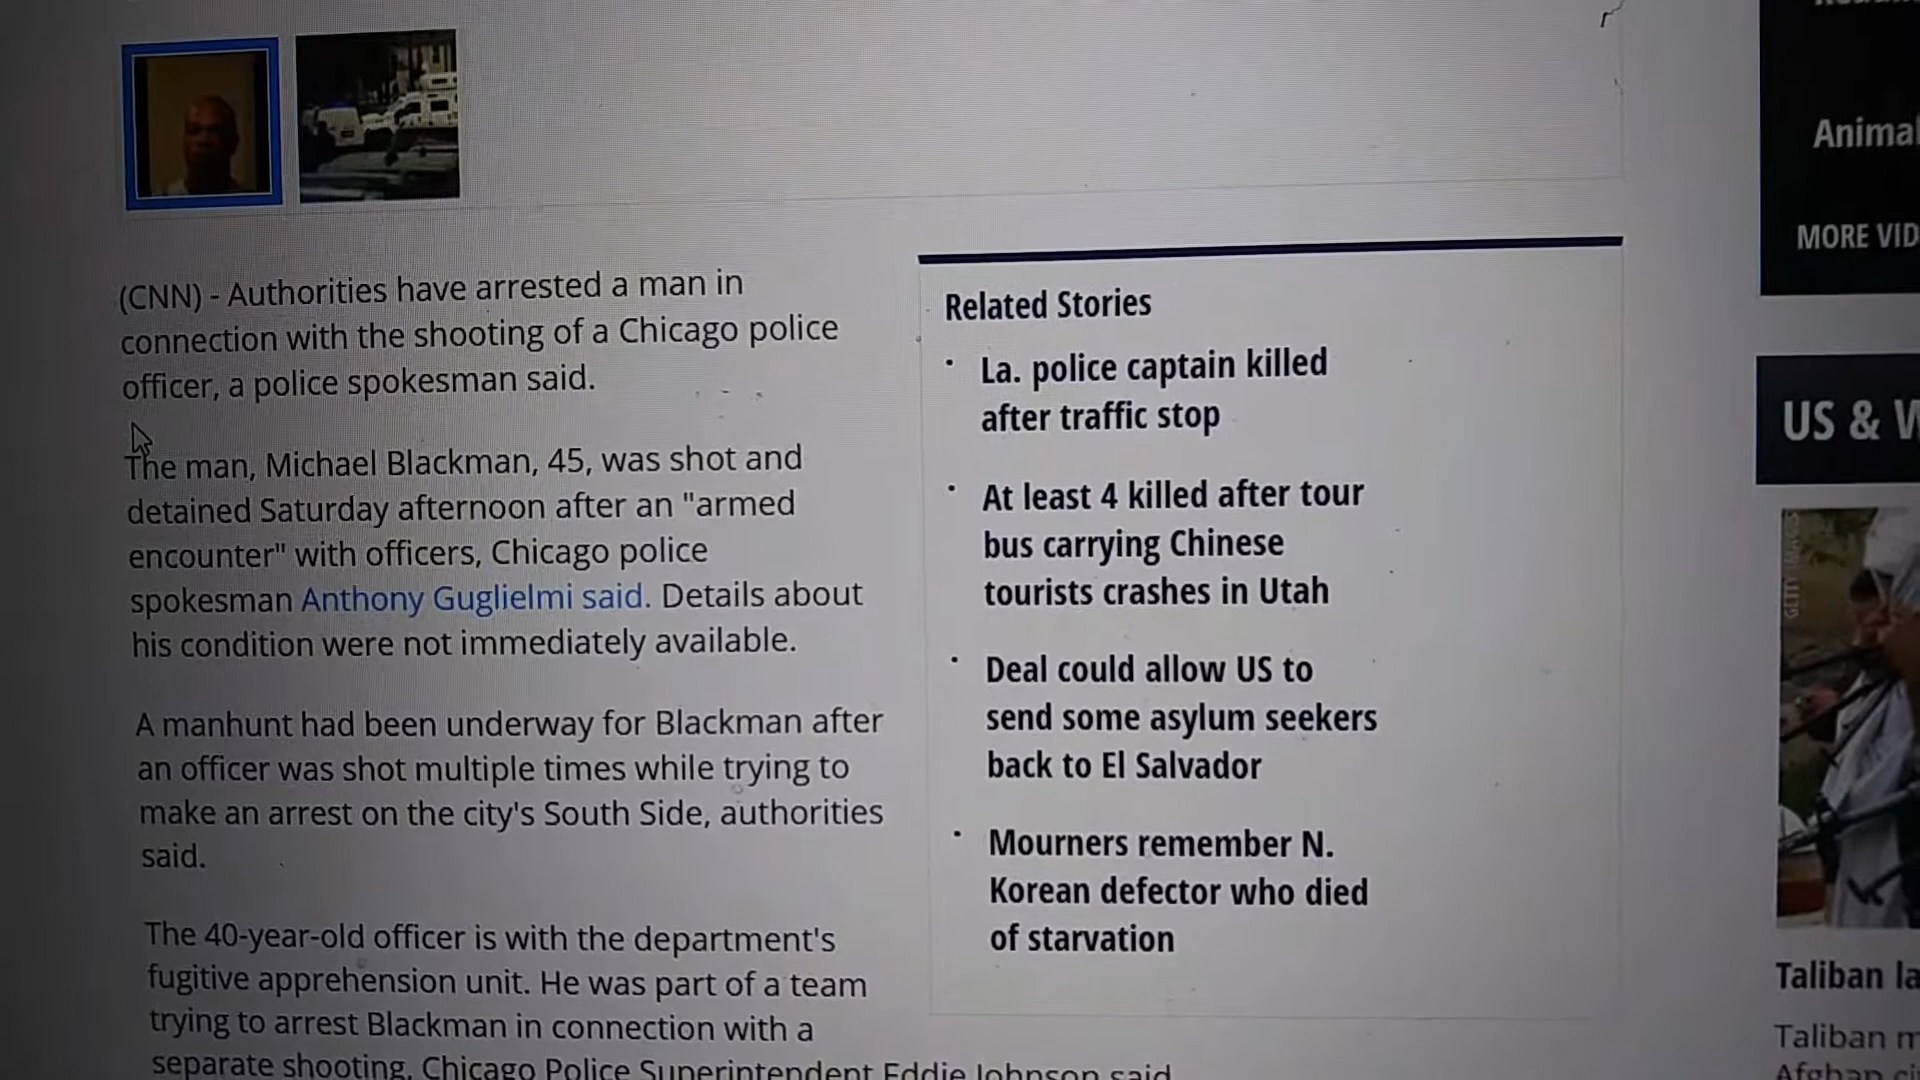 (CNN) - Authorities have arrested a man in
connection with the shooting of a Chicago police
officer, a police spokesman said.
The man, Michael Blackman, 45, was shot and
detained Saturday afternoon after an "armed
encounter" with officers, Chicago police
spokesman Anthony Guglielmi said. Details about
his condition were not immediately available.
A manhunt had been underway for Blackman after
an officer was shot multiple times while trying to
make an arrest on the city's South Side, authorities
said.
The 40-year-old officer is with the department's
fugitive apprehension unit. He was part of a team
trying to arrest Blackman in connection with a
separate shooting, Chicago Police Superintendent Eddie Johnson said
Related Stories
La. police captain killed
after traffic stop
At least 4 killed after tour
bus carrying Chinese
tourists crashes in Utah
Deal could allow US to
send some asylum seekers
back to El Salvador
Mourners remember N.
Korean defector who died
of starvation
Animal
MORE VID
US & W
GETTY IMAGES
Taliban la
Taliban m
Afghan ci